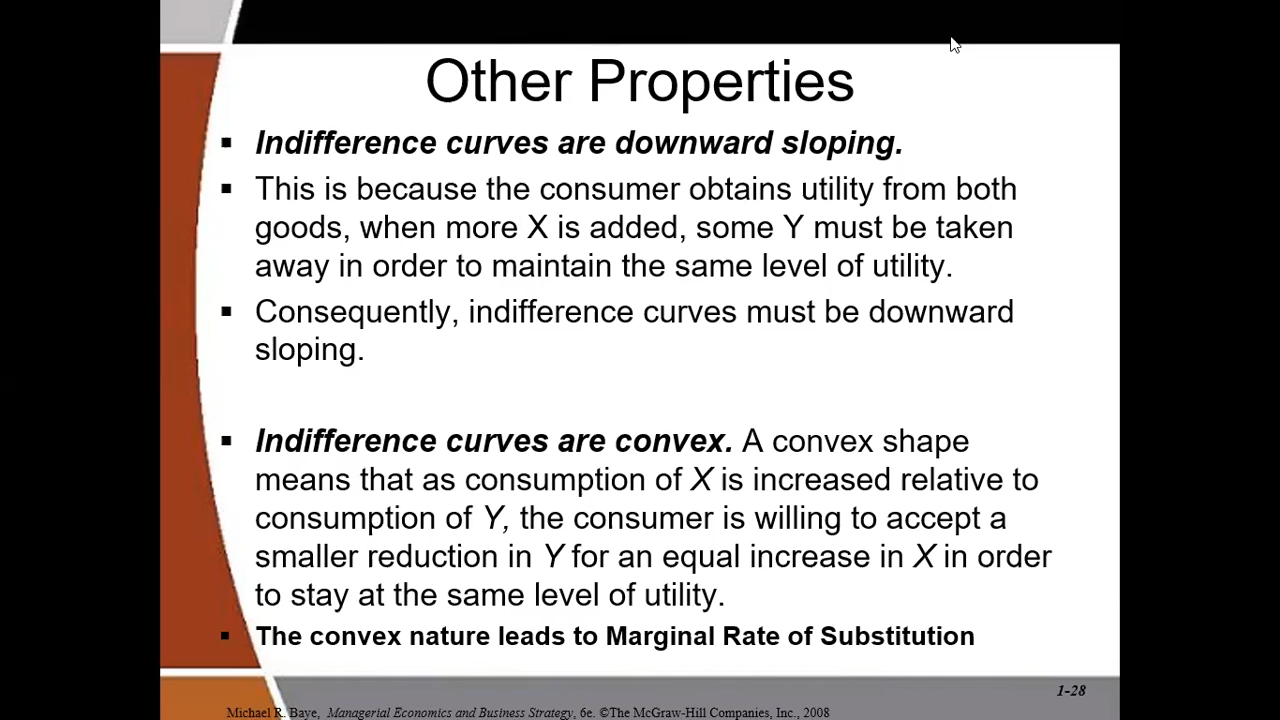 Other Properties
▪ Indifference curves are downward sloping.
▪ This is because the consumer obtains utility from both
goods, when more X is added, some Y must be taken
away in order to maintain the same level of utility.
▪ Consequently, indifference curves must be downward
sloping.
▪ Indifference curves are convex. A convex shape
means that as consumption of X is increased relative to
consumption of Y, the consumer is willing to accept a
smaller reduction in Y for an equal increase in X in order
to stay at the same level of utility.
▪ The convex nature leads to Marginal Rate of Substitution
1-28
Michael R. Baye, Managerial Economics and Business Strategy, 6e. ©The McGraw-Hill Companies, Inc., 2008